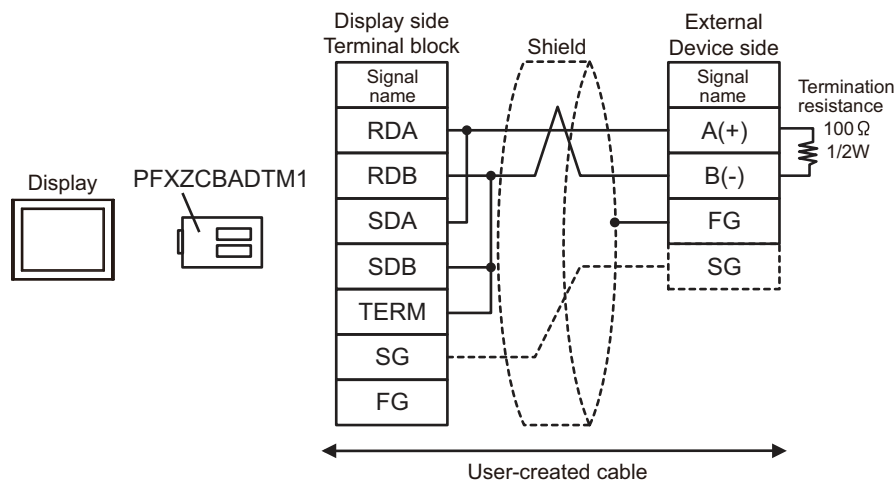 Display side
Terminal block
Shield
External
Device side
Signal
name
Signal
name
Termination
resistance
100 Ω
1/2W
RDA
A(+)
RDB
B(-)
Display
PFXZCBADTM1
SDA
FG
SDB
SG
TERM
SG
FG
User-created cable